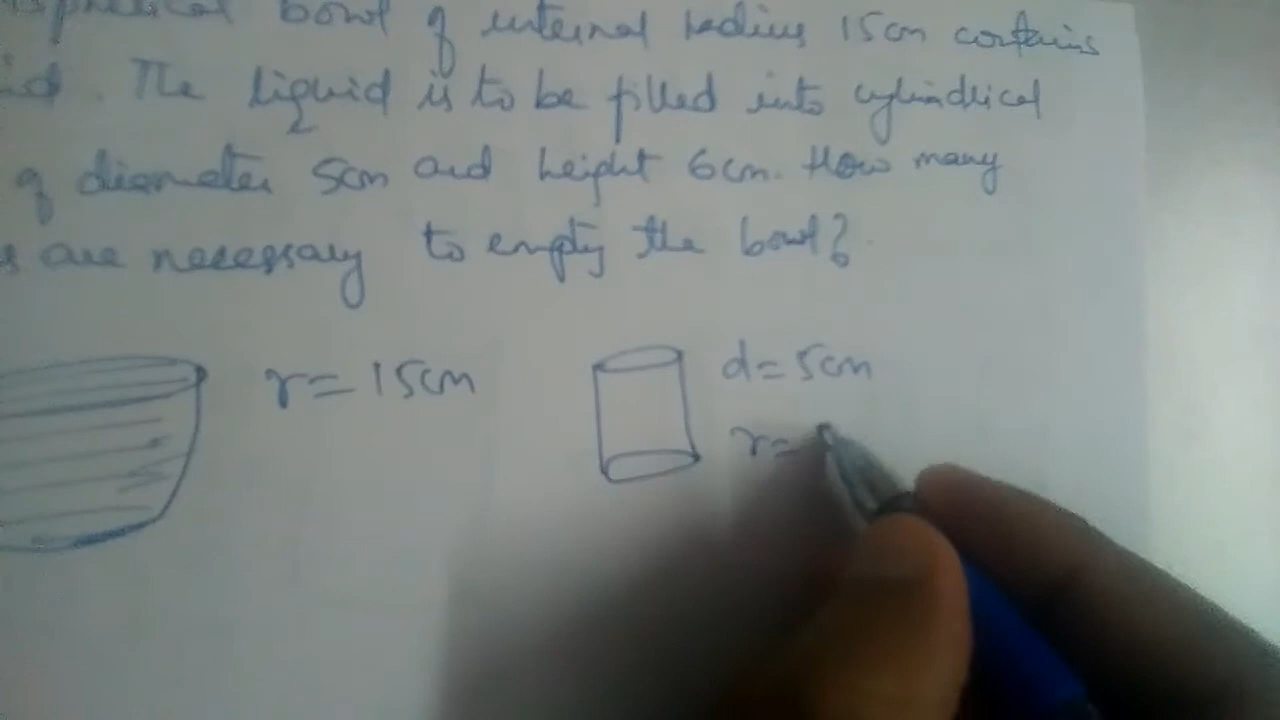 bowl of internal radius 15cm contains
The liquid is to be filled into cylindrical
of diameter 5cm and height 6cm. How many
are necessary to empty the bowl?
r=15cm
d=5cm
r=